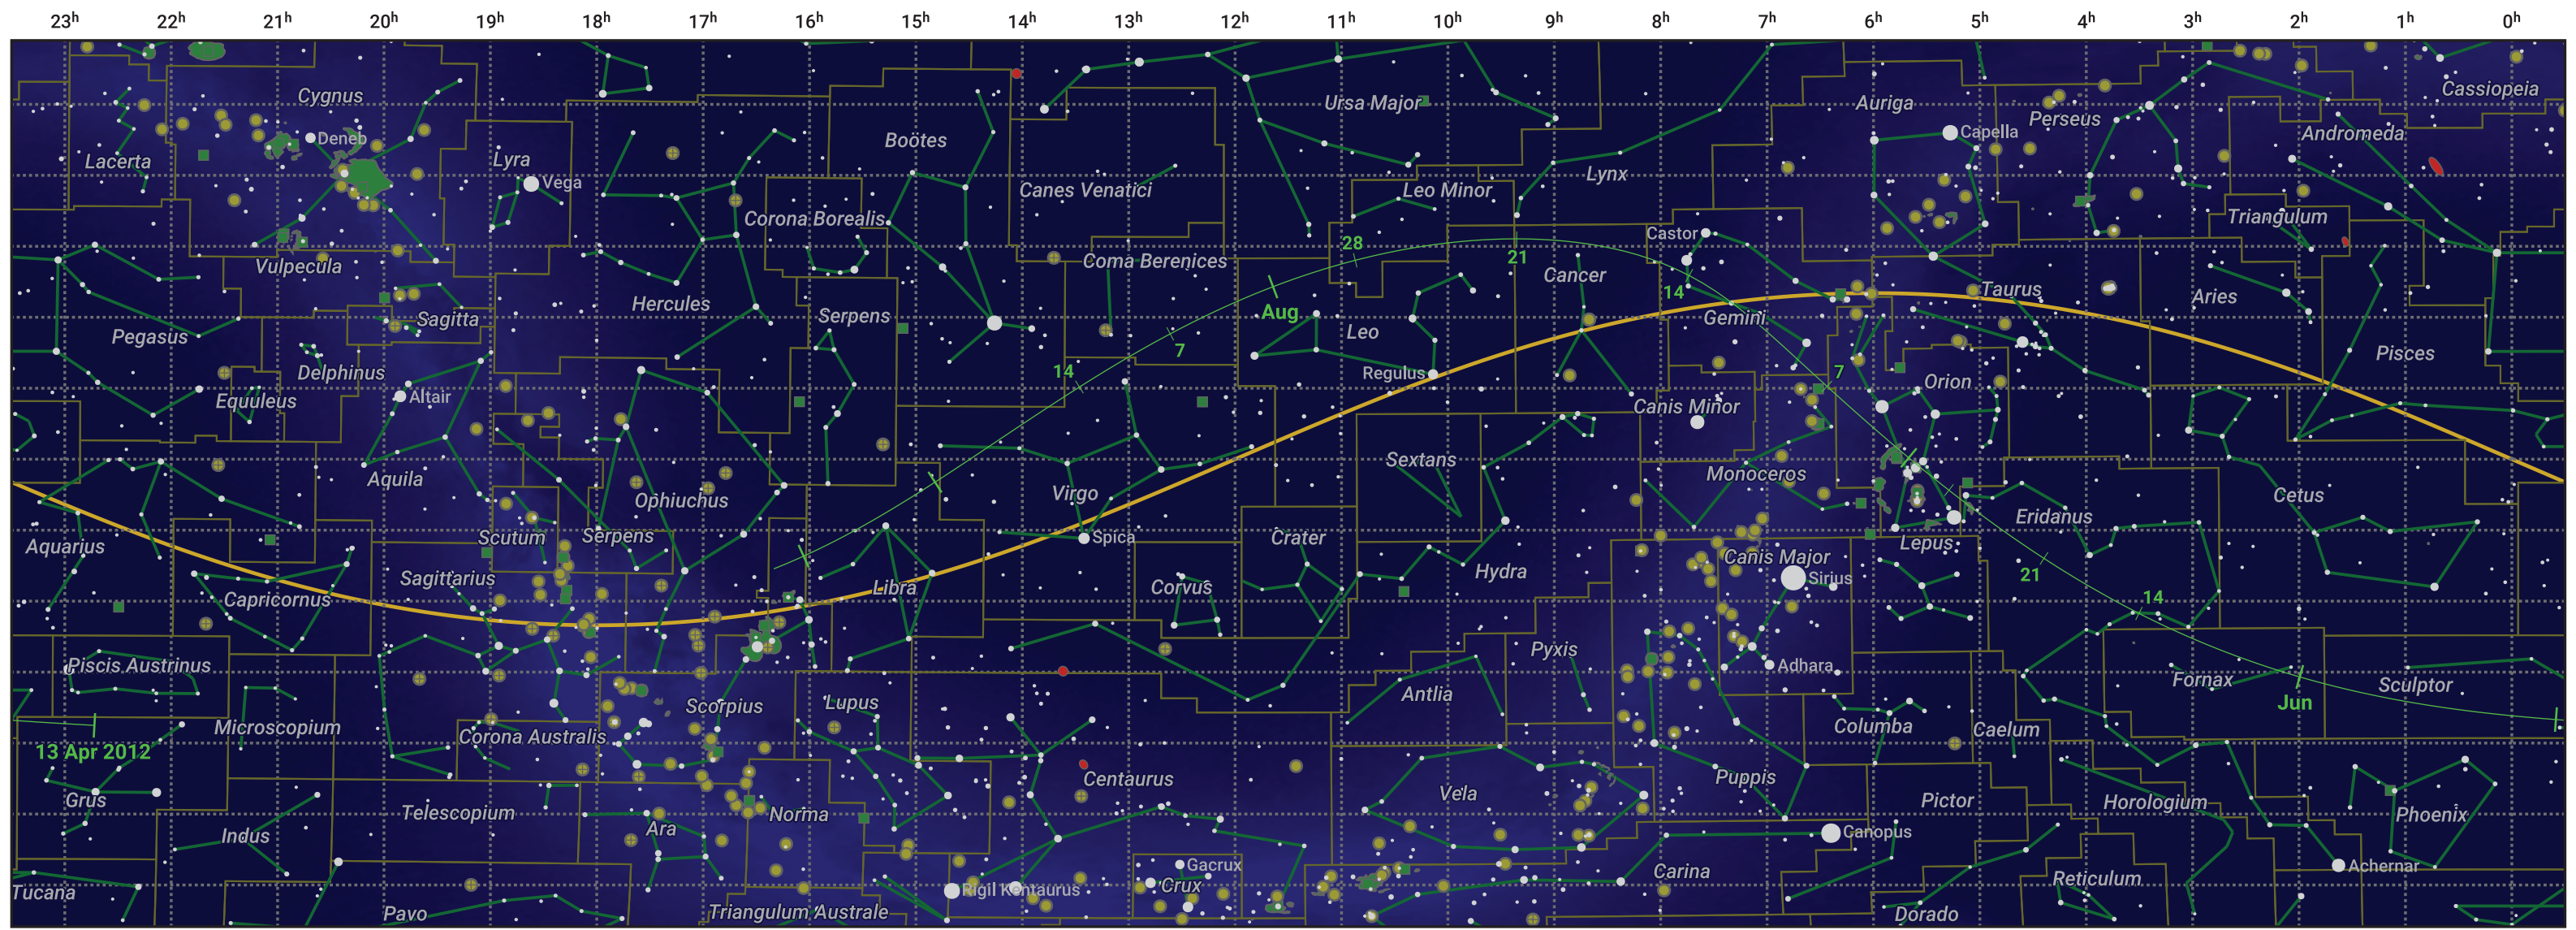 23h 22h 21h 20h 19h 18h 17h 16h 15h 14h 13h 12h 11h 10h 9h 8h 7h 6h 5h 4h 3h 2h 1h 0h
Cygnus
Ursa Major
Auriga
Cassiopeia
Perseus
Andromeda
Deneb
Boötes
Capella
Lacerta
Lyra
Vega
Canes Venatici
Leo Minor
Lynx
Corona Borealis
Triangulum
Castor
28
21
Vulpecula
Coma Berenices
Cancer
14
Taurus
Aries
Hercules
Aug
Sagitta
Serpens
Gemini
Pegasus
Leo
7
Pisces
Delphinus
14
Regulus
7
Orion
Equuleus
Altair
Canis Minor
Aquila
Sextans
Monoceros
Ophiuchus
Virgo
Cetus
Scutum
Serpens
Spica
Crater
Eridanus
Aquarius
Lepus
Sagittarius
Canis Major
Sirius
Hydra
21
Capricornus
Libra
Corvus
14
Piscis Austrinus
Pyxis
Adhara
Fornax
Sculptor
Antlia
Jun
Scorpius
Lupus
Microscopium
Corona Australis
Columba
Caelum
13 Apr 2012
Centaurus
Puppis
Grus
Vela
Pictor
Horologium
Telescopium
Norma
Phoenix
Indus
Ara
Canopus
Gacrux
Achernar
Carina
Tucana
Rigil Kentaurus
Crux
Reticulum
Pavo
Triangulum Australe
Dorado